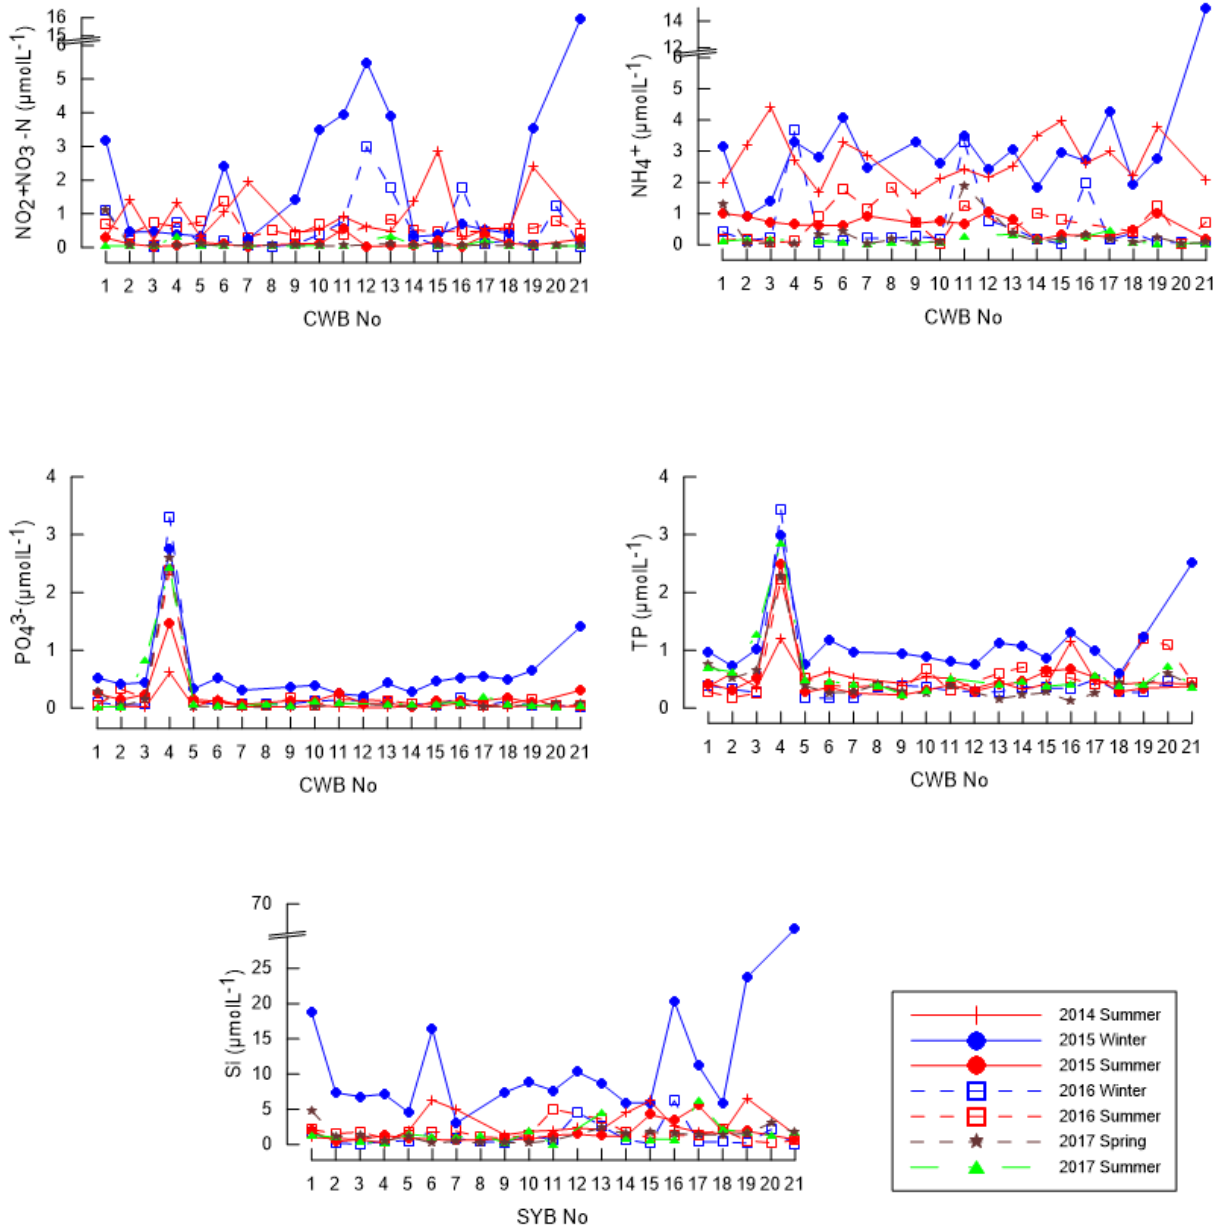 NO2+NO3-N (µmolL-1)
16
15
6
5
4
3
2
1
0
1 2 3 4 5 6 7 8 9 10 11 12 13 14 15 16 17 18 19 20 21
CWB No
NH4+ (µmolL-1)
14
12
6
5
4
3
2
1
0
1 2 3 4 5 6 7 8 9 10 11 12 13 14 15 16 17 18 19 20 21
CWB No
PO43-(µmolL-1)
4
3
2
1
0
1 2 3 4 5 6 7 8 9 10 11 12 13 14 15 16 17 18 19 20 21
CWB No
TP (µmolL-1)
4
3
2
1
0
1 2 3 4 5 6 7 8 9 10 11 12 13 14 15 16 17 18 19 20 21
CWB No
Si (µmolL-1)
70
25
20
15
10
5
0
1 2 3 4 5 6 7 8 9 10 11 12 13 14 15 16 17 18 19 20 21
SYB No
2014 Summer
2015 Winter
2015 Summer
2016 Winter
2016 Summer
2017 Spring
2017 Summer